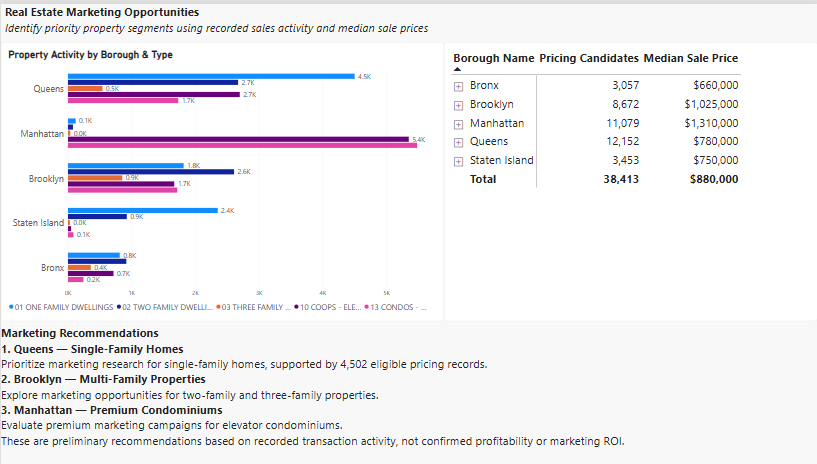 Real Estate Marketing Opportunities
Identify priority property segments using recorded sales activity and median sale prices
Property Activity by Borough & Type
Queens
4.5K
2.7K
0.5K
2.7K
1.7K
Manhattan
0.1K
0.0K
5.4K
Brooklyn
1.8K
2.6K
0.9K
1.7K
Staten Island
2.4K
0.9K
0.0K
0.1K
Bronx
0.8K
0.4K
0.7K
0.2K
0K 1K 2K 3K 4K 5K
01 ONE FAMILY DWELLINGS 02 TWO FAMILY DWELLI... 03 THREE FAMILY ... 10 COOPS - ELE... 13 CONDOS - ...
Borough Name Pricing Candidates Median Sale Price
Bronx 3,057 $660,000
Brooklyn 8,672 $1,025,000
Manhattan 11,079 $1,310,000
Queens 12,152 $780,000
Staten Island 3,453 $750,000
Total 38,413 $880,000
Marketing Recommendations
1. Queens — Single-Family Homes
Prioritize marketing research for single-family homes, supported by 4,502 eligible pricing records.
2. Brooklyn — Multi-Family Properties
Explore marketing opportunities for two-family and three-family properties.
3. Manhattan — Premium Condominiums
Evaluate premium marketing campaigns for elevator condominiums.
These are preliminary recommendations based on recorded transaction activity, not confirmed profitability or marketing ROI.